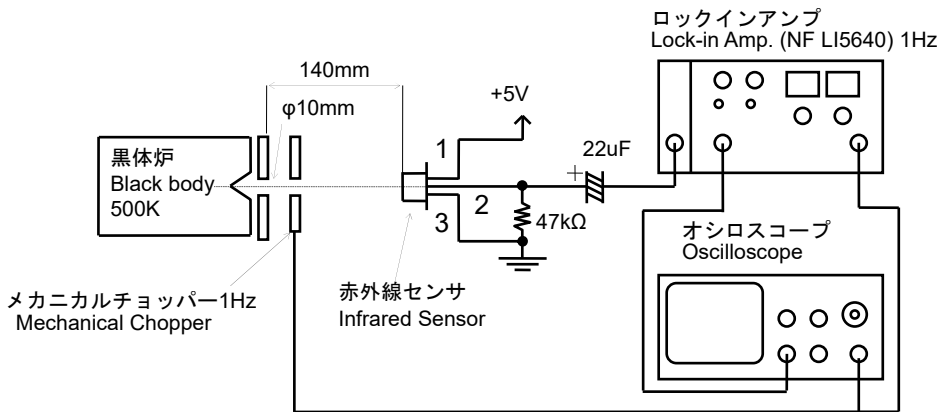 ロックインアンプ
Lock-in Amp. (NF LI5640) 1Hz
140mm
+5V
φ10mm
1
22uF
黒体炉
Black body
500K
+
2
3
47kΩ
オシロスコープ
Oscilloscope
メカニカルチョッパー1Hz
Mechanical Chopper
赤外線センサ
Infrared Sensor